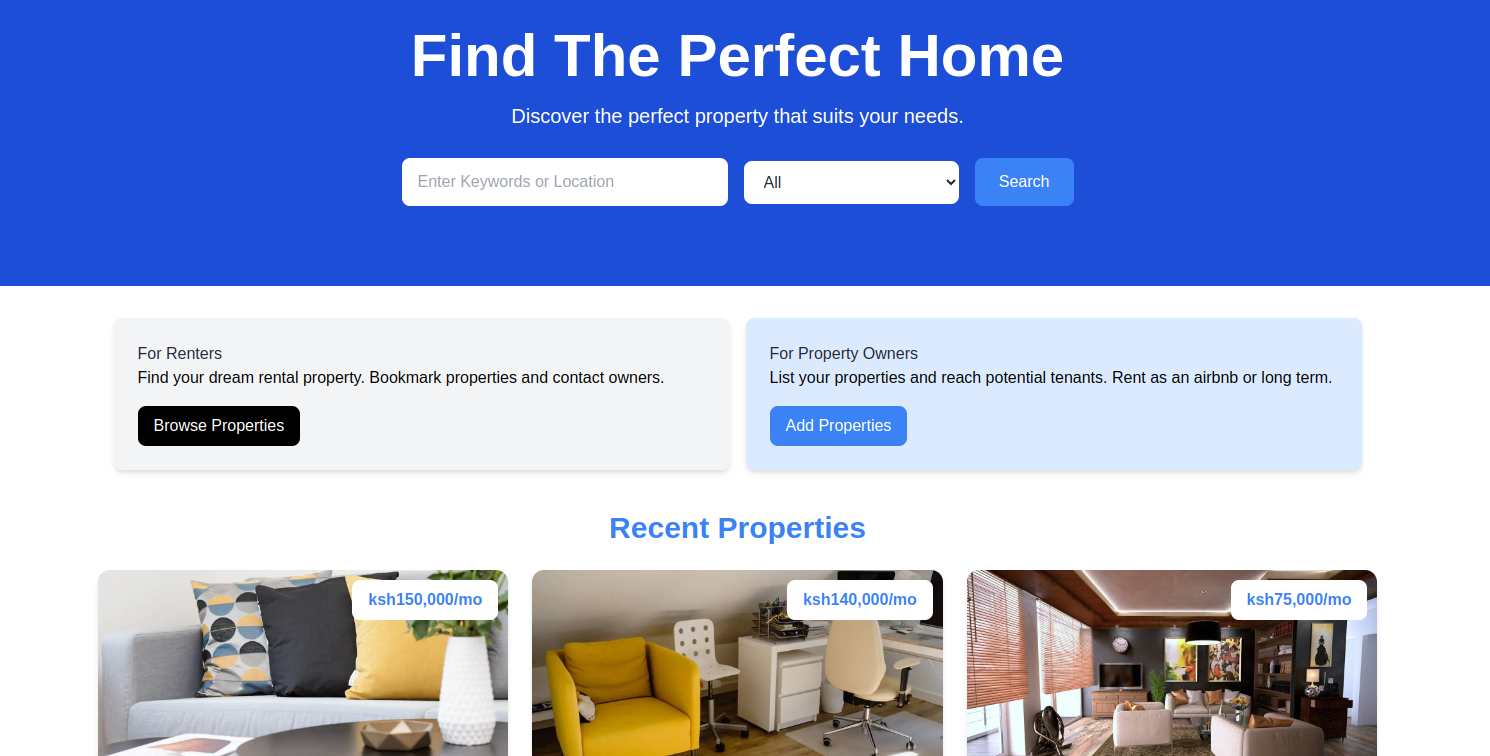 Find The Perfect Home
Discover the perfect property that suits your needs.
Enter Keywords or Location
All
Search
For Renters
Find your dream rental property. Bookmark properties and contact owners.
Browse Properties
For Property Owners
List your properties and reach potential tenants. Rent as an airbnb or long term.
Add Properties
Recent Properties
ksh150,000/mo
ksh140,000/mo
ksh75,000/mo